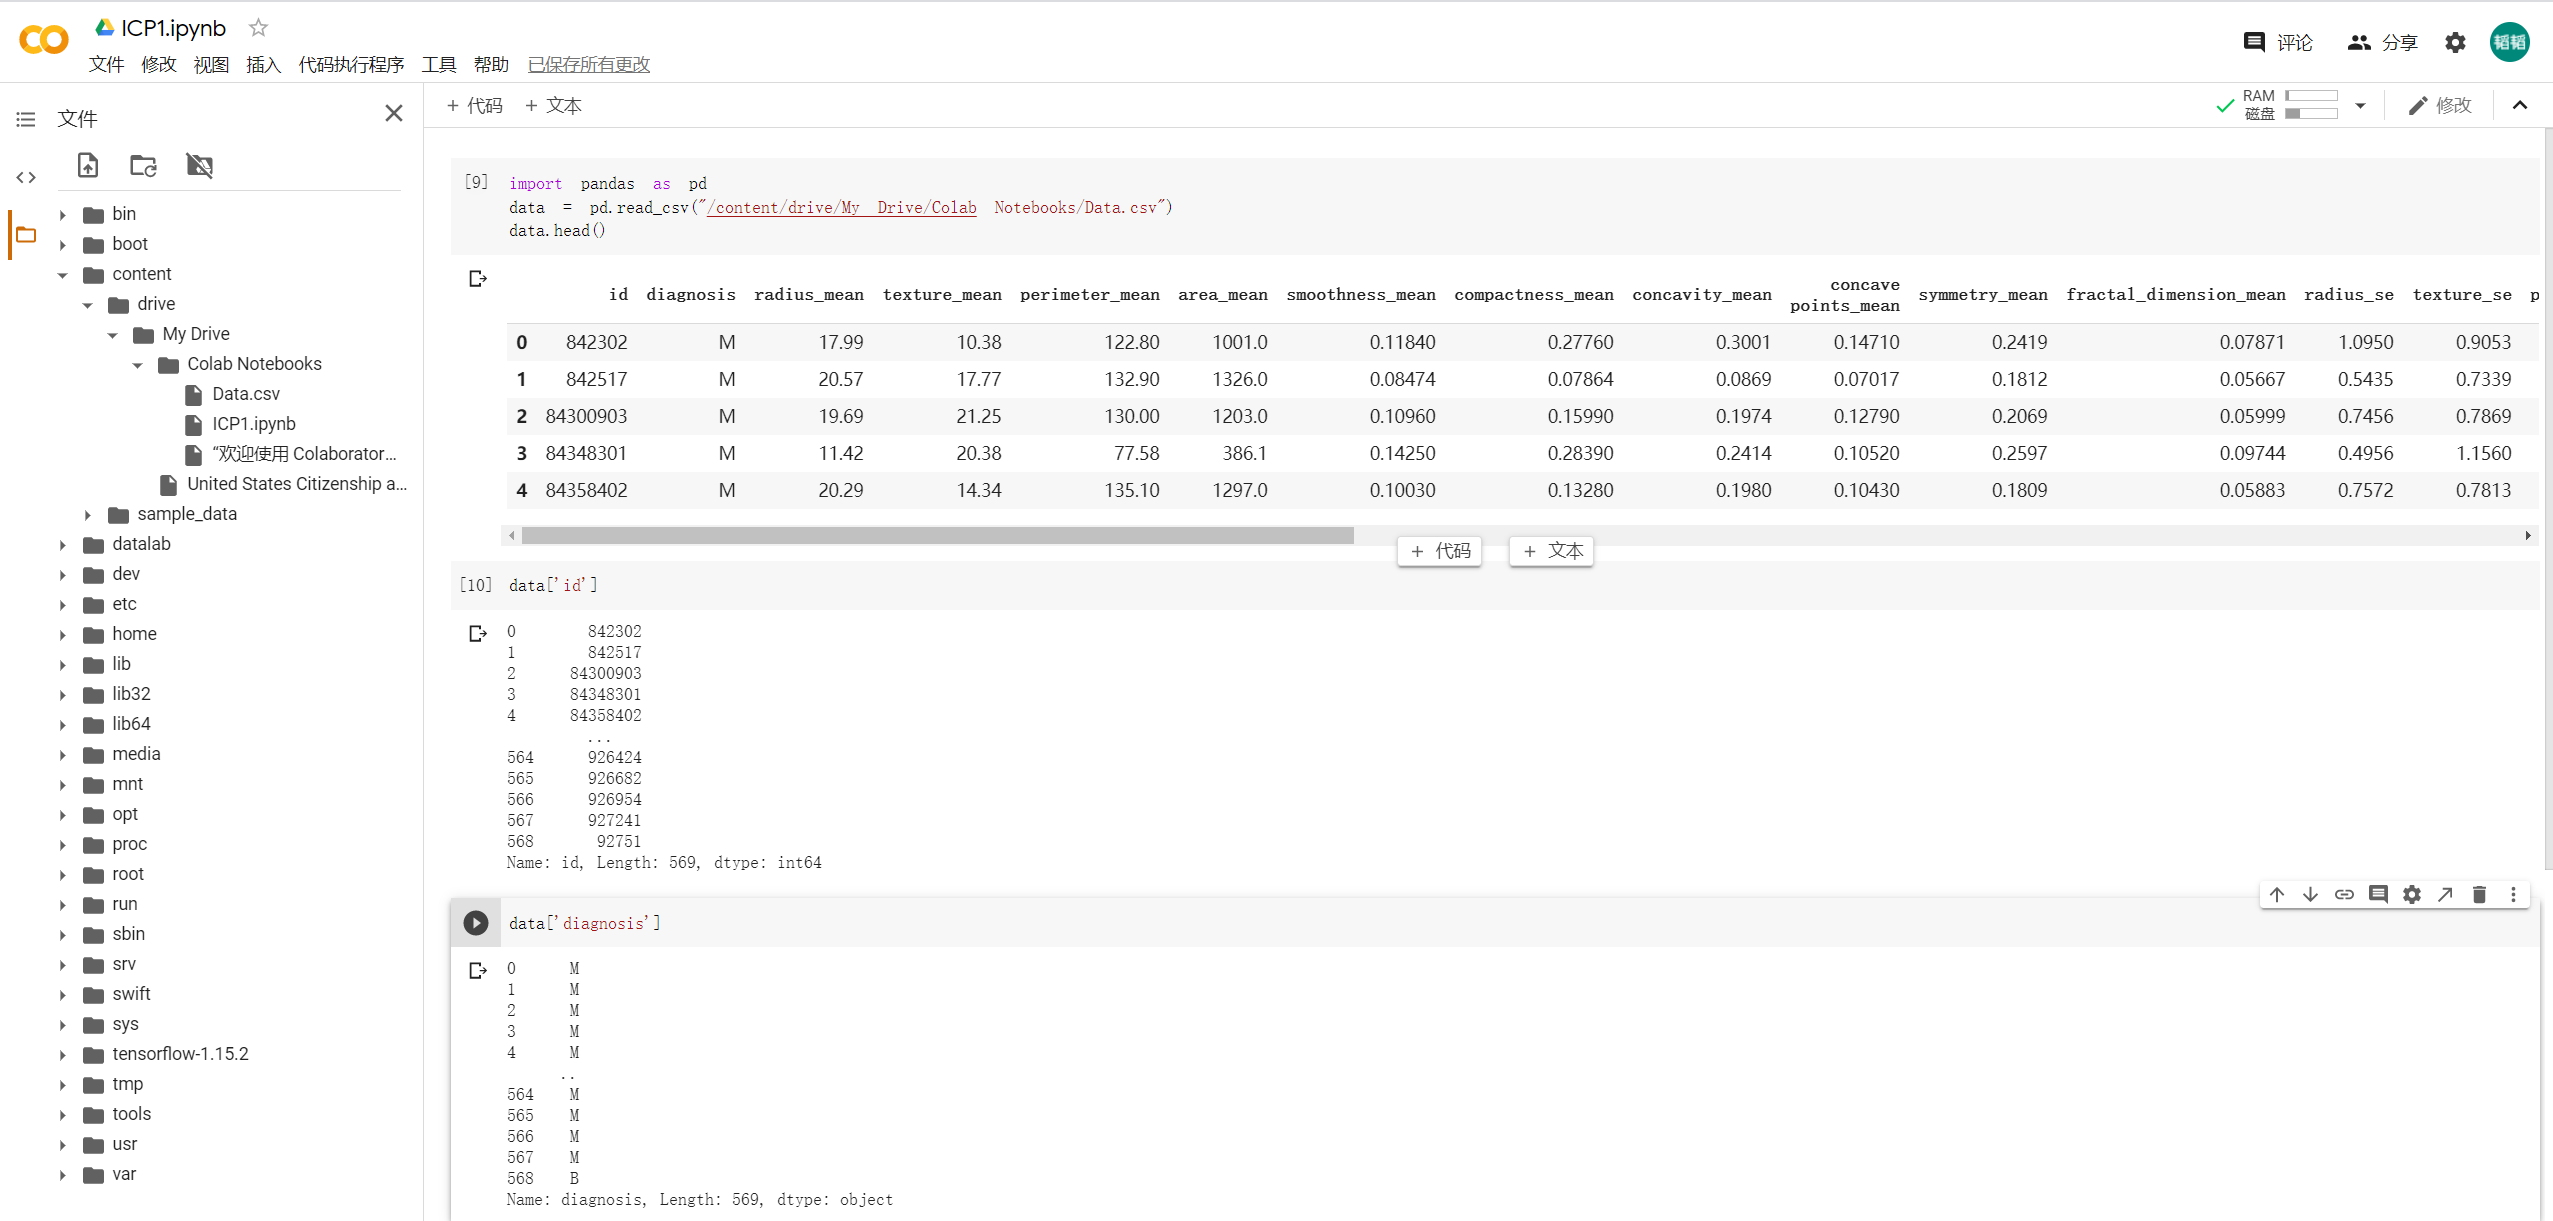 ICP1.ipynb
文件 修改 视图 插入 代码执行程序 工具 帮助 已保存所有更改
评论 分享 韬韬
文件
+ 代码 + 文本
RAM
磁盘
修改
bin
boot
content
drive
My Drive
Colab Notebooks
Data.csv
ICP1.ipynb
“欢迎使用 Colaborator...
United States Citizenship a...
sample_data
datalab
dev
etc
home
lib
lib32
lib64
media
mnt
opt
proc
root
run
sbin
srv
swift
sys
tensorflow-1.15.2
tmp
tools
usr
var
[9] import pandas as pd
data = pd.read_csv("/content/drive/My Drive/Colab Notebooks/Data.csv")
data.head()
id diagnosis radius_mean texture_mean perimeter_mean area_mean smoothness_mean compactness_mean concavity_mean concave points_mean symmetry_mean fractal_dimension_mean radius_se texture_se p
0 842302 M 17.99 10.38 122.80 1001.0 0.11840 0.27760 0.3001 0.14710 0.2419 0.07871 1.0950 0.9053
1 842517 M 20.57 17.77 132.90 1326.0 0.08474 0.07864 0.0869 0.07017 0.1812 0.05667 0.5435 0.7339
2 84300903 M 19.69 21.25 130.00 1203.0 0.10960 0.15990 0.1974 0.12790 0.2069 0.05999 0.7456 0.7869
3 84348301 M 11.42 20.38 77.58 386.1 0.14250 0.28390 0.2414 0.10520 0.2597 0.09744 0.4956 1.1560
4 84358402 M 20.29 14.34 135.10 1297.0 0.10030 0.13280 0.1980 0.10430 0.1809 0.05883 0.7572 0.7813
+ 代码 + 文本
[10] data['id']
0 842302
1 842517
2 84300903
3 84348301
4 84358402
...
564 926424
565 926682
566 926954
567 927241
568 92751
Name: id, Length: 569, dtype: int64
data['diagnosis']
0 M
1 M
2 M
3 M
4 M
..
564 M
565 M
566 M
567 M
568 B
Name: diagnosis, Length: 569, dtype: object